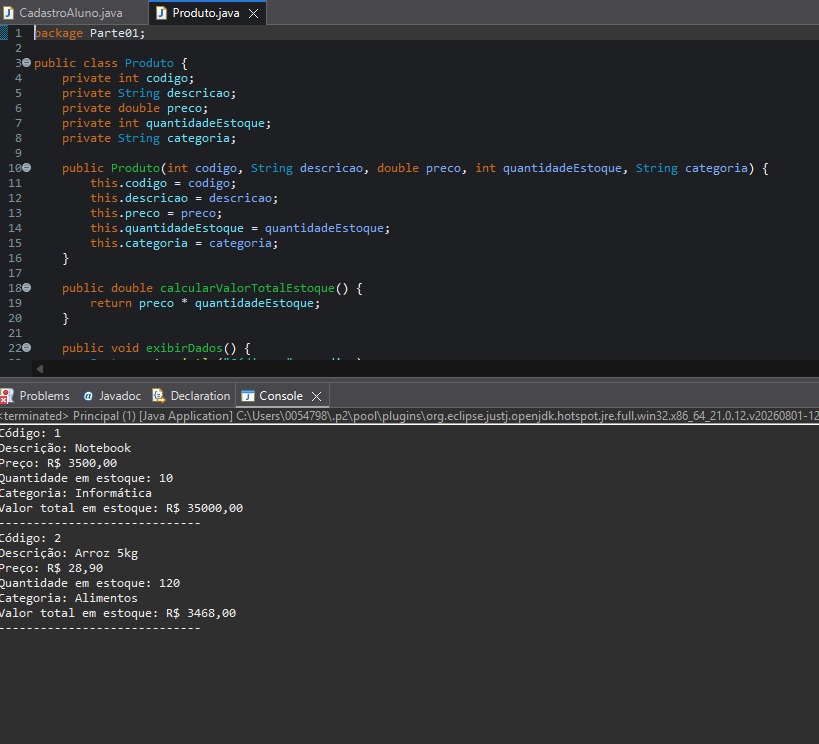 CadastroAluno.java
Produto.java
1 package Parte01;
2
3 public class Produto {
4 private int codigo;
5 private String descricao;
6 private double preco;
7 private int quantidadeEstoque;
8 private String categoria;
9
10 public Produto(int codigo, String descricao, double preco, int quantidadeEstoque, String categoria) {
11 this.codigo = codigo;
12 this.descricao = descricao;
13 this.preco = preco;
14 this.quantidadeEstoque = quantidadeEstoque;
15 this.categoria = categoria;
16 }
17
18 public double calcularValorTotalEstoque() {
19 return preco * quantidadeEstoque;
20 }
21
22 public void exibirDados() {
Problems @ Javadoc Declaration Console
<terminated> Principal (1) [Java Application] C:\Users\0054798\.p2\pool\plugins\org.eclipse.justj.openjdk.hotspot.jre.full.win32.x86_64_21.0.12.v20260801-12
Código: 1
Descrição: Notebook
Preço: R$ 3500,00
Quantidade em estoque: 10
Categoria: Informática
Valor total em estoque: R$ 35000,00
-----------------------------
Código: 2
Descrição: Arroz 5kg
Preço: R$ 28,90
Quantidade em estoque: 120
Categoria: Alimentos
Valor total em estoque: R$ 3468,00
-----------------------------